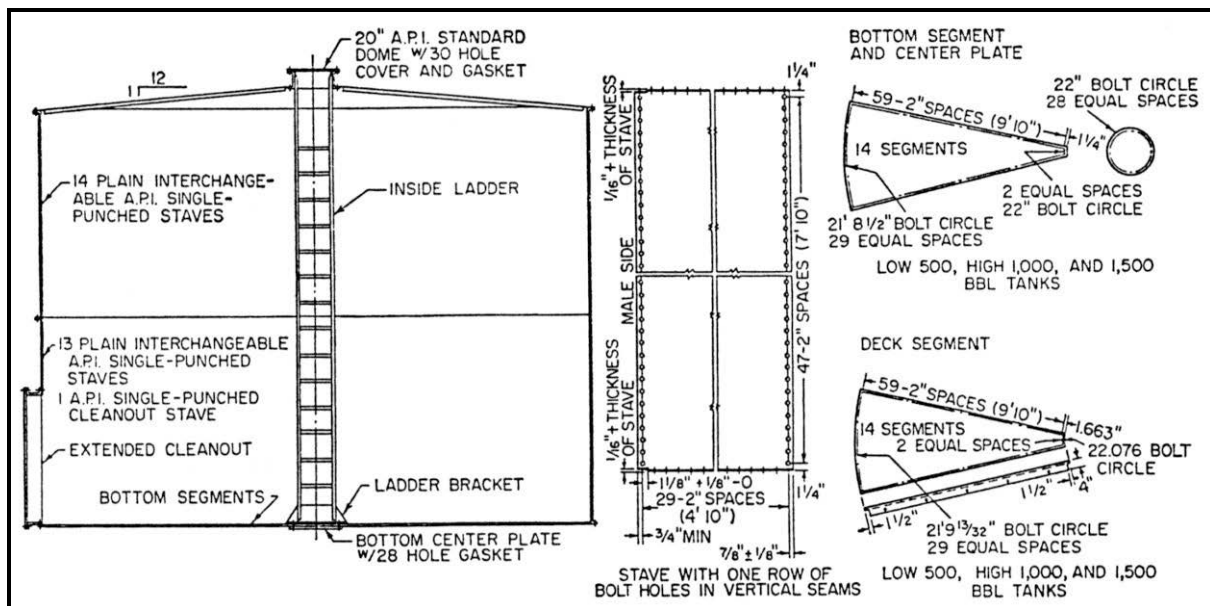 20" A.P.I. STANDARD
DOME W/30 HOLE
COVER AND GASKET
12
1
14 PLAIN INTERCHANGE-
ABLE A.P.I. SINGLE-
PUNCHED STAVES
INSIDE LADDER
13 PLAIN INTERCHANGEABLE
A.P.I. SINGLE-PUNCHED
STAVES
1 A.P.I. SINGLE-PUNCHED
CLEANOUT STAVE
EXTENDED CLEANOUT
BOTTOM SEGMENTS
LADDER BRACKET
BOTTOM CENTER PLATE
W/28 HOLE GASKET
1/16" + THICKNESS
OF STAVE
MALE SIDE
1/16" + THICKNESS
OF STAVE
1 1/4"
47-2" SPACES (7' 10")
1 1/8" ± 1/8" - 0
29-2" SPACES
(4' 10")
1 1/4"
3/4" MIN
7/8" ± 1/8"
STAVE WITH ONE ROW OF
BOLT HOLES IN VERTICAL SEAMS
BOTTOM SEGMENT
AND CENTER PLATE
22" BOLT CIRCLE
28 EQUAL SPACES
59-2" SPACES (9' 10")
1 1/4"
14 SEGMENTS
2 EQUAL SPACES
22" BOLT CIRCLE
21' 8 1/2" BOLT CIRCLE
29 EQUAL SPACES
LOW 500, HIGH 1,000, AND 1,500
BBL TANKS
DECK SEGMENT
59-2" SPACES (9' 10")
1.663"
14 SEGMENTS
2 EQUAL SPACES
22.076 BOLT
CIRCLE
1 1/2"
4"
1 1/2"
21' 9 13/32" BOLT CIRCLE
29 EQUAL SPACES
LOW 500, HIGH 1,000, AND 1,500
BBL TANKS